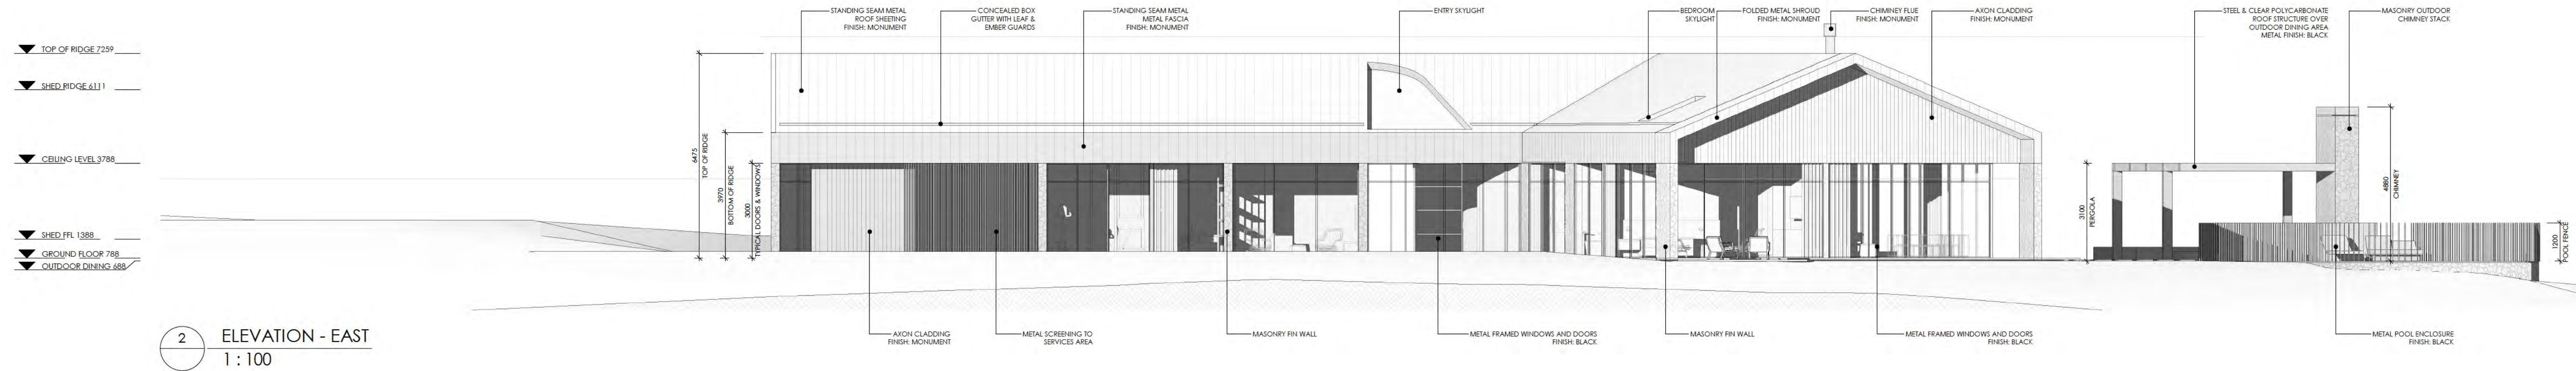 STANDING SEAM METAL
ROOF SHEETING
FINISH: MONUMENT
CONCEALED BOX
GUTTER WITH LEAF &
EMBER GUARDS
STANDING SEAM METAL
METAL FASCIA
FINISH: MONUMENT
ENTRY SKYLIGHT
BEDROOM
SKYLIGHT
FOLDED METAL SHROUD
FINISH: MONUMENT
CHIMNEY FLUE
FINISH: MONUMENT
AXON CLADDING
FINISH: MONUMENT
STEEL & CLEAR POLYCARBONATE
ROOF STRUCTURE OVER
OUTDOOR DINING AREA
METAL FINISH: BLACK
MASONRY OUTDOOR
CHIMNEY STACK
TOP OF RIDGE 7259
SHED RIDGE 6111
CEILING LEVEL 3788
SHED FFL 1388
GROUND FLOOR 788
OUTDOOR DINING 688
6475
TOP OF RIDGE
3970
BOTTOM OF RIDGE
3000
TYPICAL DOORS & WINDOWS
3100
PERGOLA
4880
CHIMNEY
1200
POOL FENCE
AXON CLADDING
FINISH: MONUMENT
METAL SCREENING TO
SERVICES AREA
MASONRY FIN WALL
METAL FRAMED WINDOWS AND DOORS
FINISH: BLACK
MASONRY FIN WALL
METAL FRAMED WINDOWS AND DOORS
FINISH: BLACK
METAL POOL ENCLOSURE
FINISH: BLACK
2
ELEVATION - EAST
1 : 100